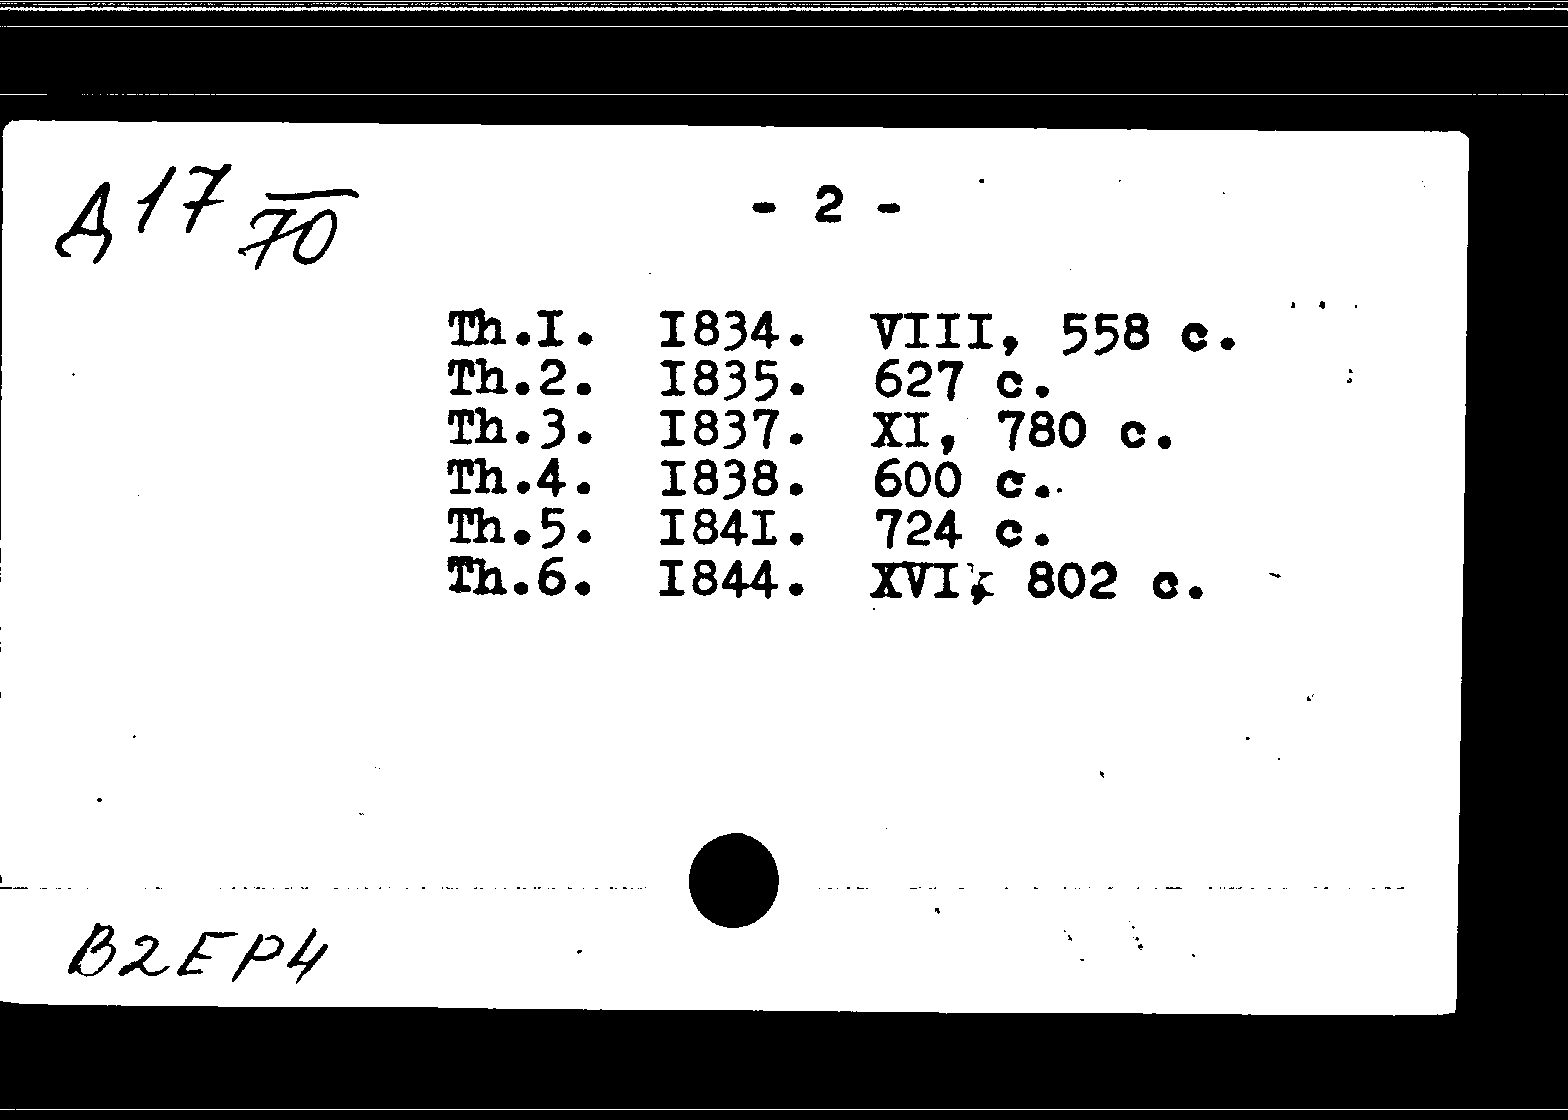 Д 17/70
- 2 -
Th.I. I834. VIII, 558 c.
Th.2. I835. 627 c.
Th.3. I837. XI, 780 c.
Th.4. I838. 600 c.
Th.5. I84I. 724 c.
Th.6. I844. XVI, 802 c.
B2EP4